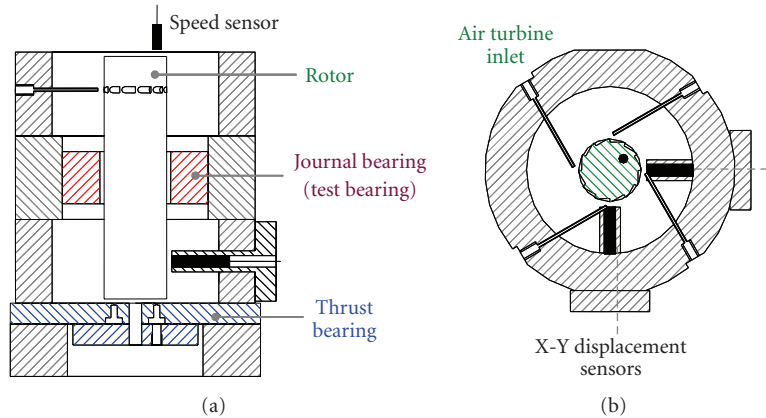 Speed sensor
Rotor
Journal bearing
(test bearing)
Thrust
bearing
(a)
Air turbine
inlet
X-Y displacement
sensors
(b)